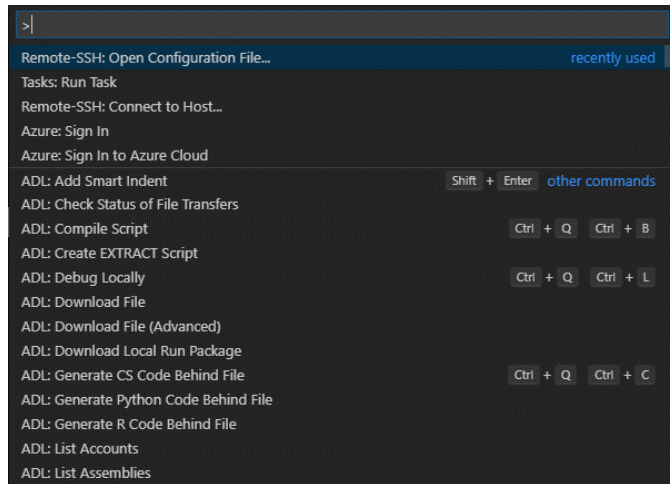 >
Remote-SSH: Open Configuration File... recently used
Tasks: Run Task
Remote-SSH: Connect to Host...
Azure: Sign In
Azure: Sign In to Azure Cloud
ADL: Add Smart Indent Shift + Enter other commands
ADL: Check Status of File Transfers
ADL: Compile Script Ctrl + Q Ctrl + B
ADL: Create EXTRACT Script
ADL: Debug Locally Ctrl + Q Ctrl + L
ADL: Download File
ADL: Download File (Advanced)
ADL: Download Local Run Package
ADL: Generate CS Code Behind File Ctrl + Q Ctrl + C
ADL: Generate Python Code Behind File
ADL: Generate R Code Behind File
ADL: List Accounts
ADL: List Assemblies